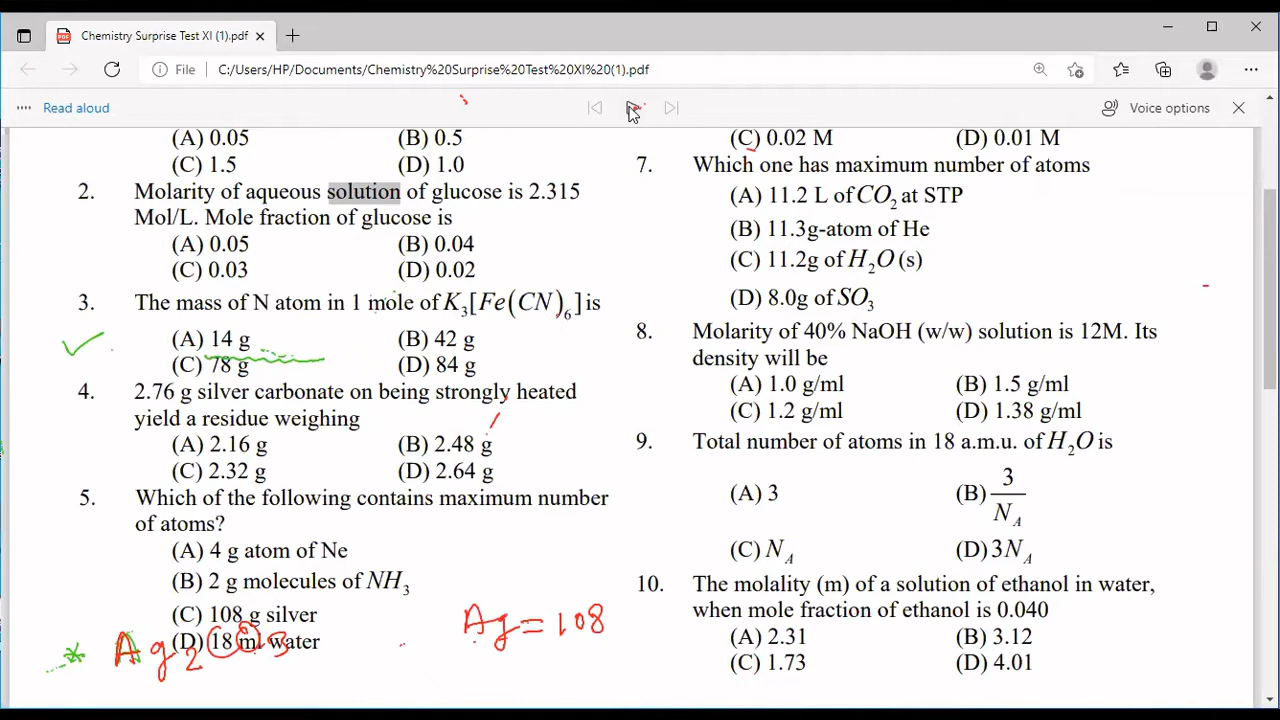 Chemistry Surprise Test XI (1).pdf
File C:/Users/HP/Documents/Chemistry%20Surprise%20Test%20XI%20(1).pdf
Read aloud
Voice options
(A) 0.05 (B) 0.5
(C) 1.5 (D) 1.0
2. Molarity of aqueous solution of glucose is 2.315
Mol/L. Mole fraction of glucose is
(A) 0.05 (B) 0.04
(C) 0.03 (D) 0.02
3. The mass of N atom in 1 mole of K₃[Fe(CN)₆] is
(A) 14 g (B) 42 g
(C) 78 g (D) 84 g
4. 2.76 g silver carbonate on being strongly heated
yield a residue weighing
(A) 2.16 g (B) 2.48 g
(C) 2.32 g (D) 2.64 g
5. Which of the following contains maximum number
of atoms?
(A) 4 g atom of Ne
(B) 2 g molecules of NH₃
(C) 108 g silver
(D) 18 ml water
Ag₂CO₃
Ag = 108
(C) 0.02 M (D) 0.01 M
7. Which one has maximum number of atoms
(A) 11.2 L of CO₂ at STP
(B) 11.3g-atom of He
(C) 11.2g of H₂O (s)
(D) 8.0g of SO₃
8. Molarity of 40% NaOH (w/w) solution is 12M. Its
density will be
(A) 1.0 g/ml (B) 1.5 g/ml
(C) 1.2 g/ml (D) 1.38 g/ml
9. Total number of atoms in 18 a.m.u. of H₂O is
(A) 3 (B) 3/N_A
(C) N_A (D) 3N_A
10. The molality (m) of a solution of ethanol in water,
when mole fraction of ethanol is 0.040
(A) 2.31 (B) 3.12
(C) 1.73 (D) 4.01